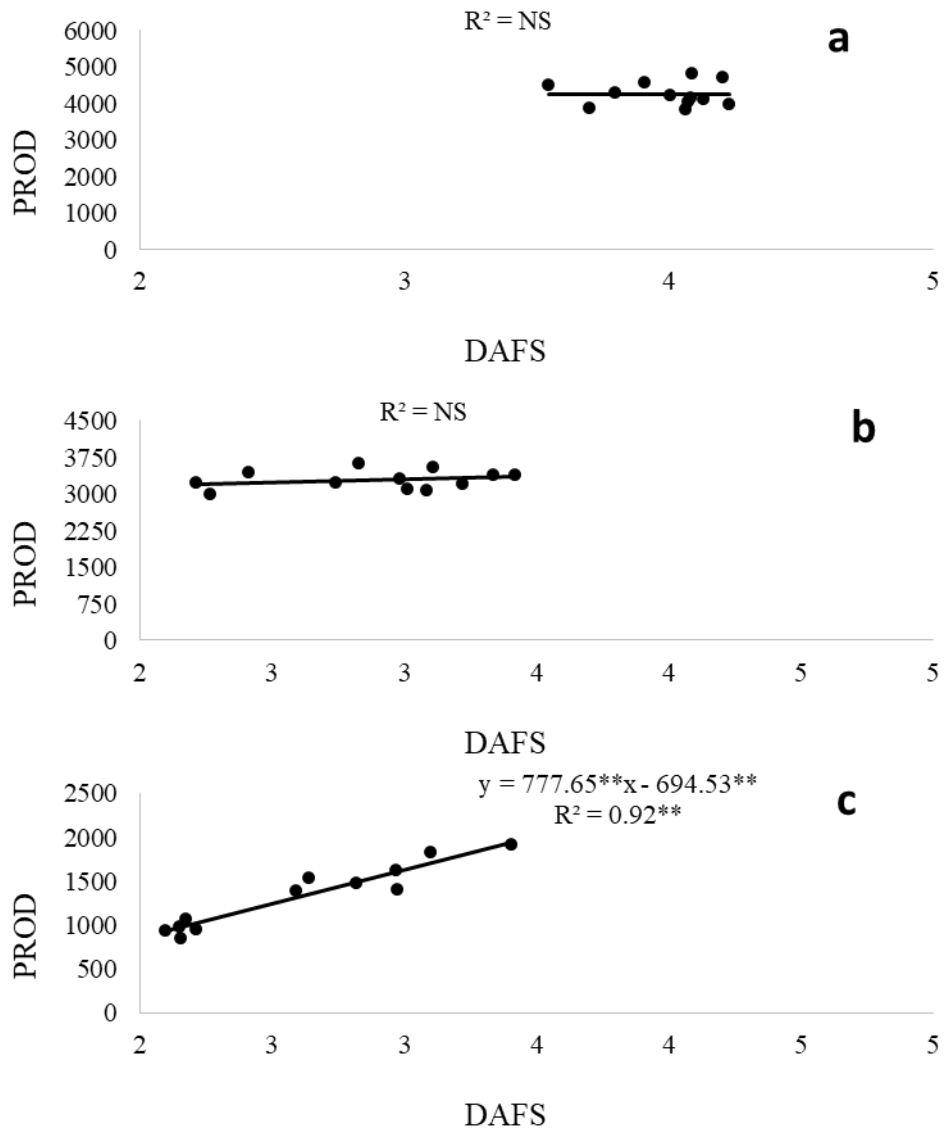 R² = NS
a
6000
5000
4000
3000
2000
1000
0
PROD
2 3 4 5
DAFS
R² = NS
b
4500
3750
3000
2250
1500
750
0
PROD
2 3 3 4 4 5 5
DAFS
y = 777.65**x - 694.53**
R² = 0.92**
c
2500
2000
1500
1000
500
0
PROD
2 3 3 4 4 5 5
DAFS